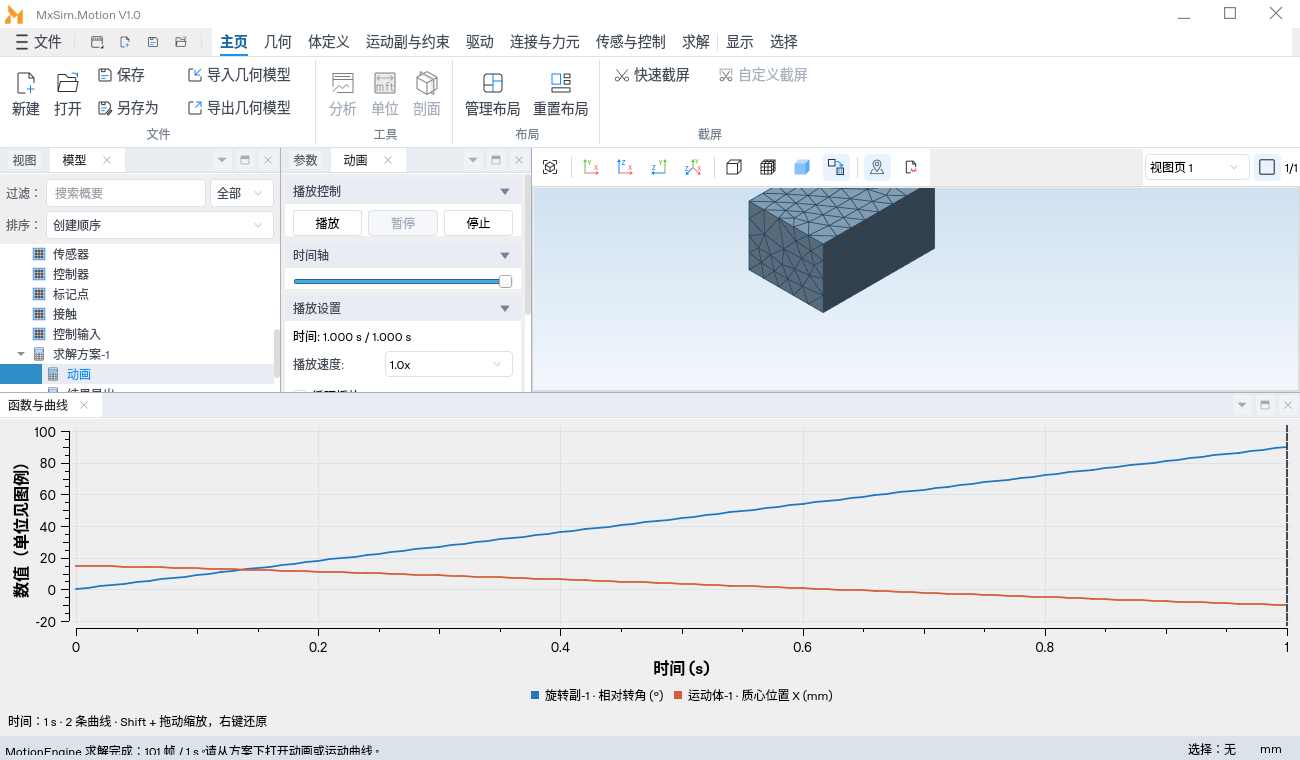 MxSim.Motion V1.0
文件 主页 几何 体定义 运动副与约束 驱动 连接与力元 传感与控制 求解 显示 选择
新建 打开 保存 另存为 导入几何模型 导出几何模型
文件
分析 单位 剖面
工具
管理布局 重置布局
布局
快速截屏 自定义截屏
截屏
视图 模型
过滤： 搜索概要 全部
排序： 创建顺序
传感器
控制器
标记点
接触
控制输入
求解方案-1
动画
参数 动画
播放控制
播放 暂停 停止
时间轴
播放设置
时间: 1.000 s / 1.000 s
播放速度: 1.0x
视图页 1 1/1
函数与曲线
数值（单位见图例）
100
80
60
40
20
0
-20
0 0.2 0.4 0.6 0.8 1
时间 (s)
旋转副-1 · 相对转角 (°) 运动体-1 · 质心位置 X (mm)
时间：1 s · 2 条曲线 · Shift + 拖动缩放，右键还原
MotionEngine 求解完成：101 帧 / 1 s。请从方案下打开动画或运动曲线。
选择：无 mm